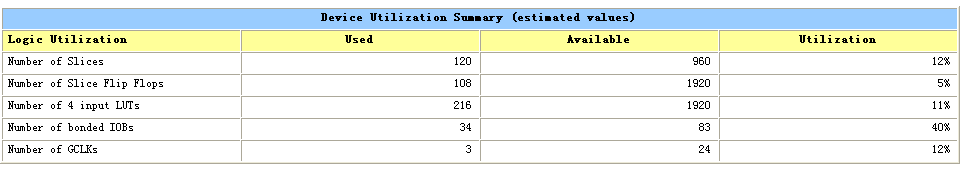 Device Utilization Summary (estimated values)
Logic Utilization Used Available Utilization
Number of Slices 120 960 12%
Number of Slice Flip Flops 108 1920 5%
Number of 4 input LUTs 216 1920 11%
Number of bonded IOBs 34 83 40%
Number of GCLKs 3 24 12%